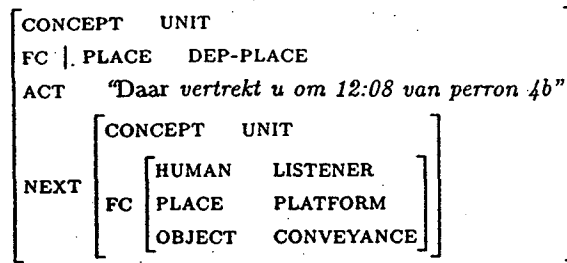 CONCEPT UNIT
FC | PLACE DEP-PLACE
ACT "Daar vertrekt u om 12:08 van perron 4b"
CONCEPT UNIT
HUMAN LISTENER
NEXT FC PLACE PLATFORM
OBJECT CONVEYANCE